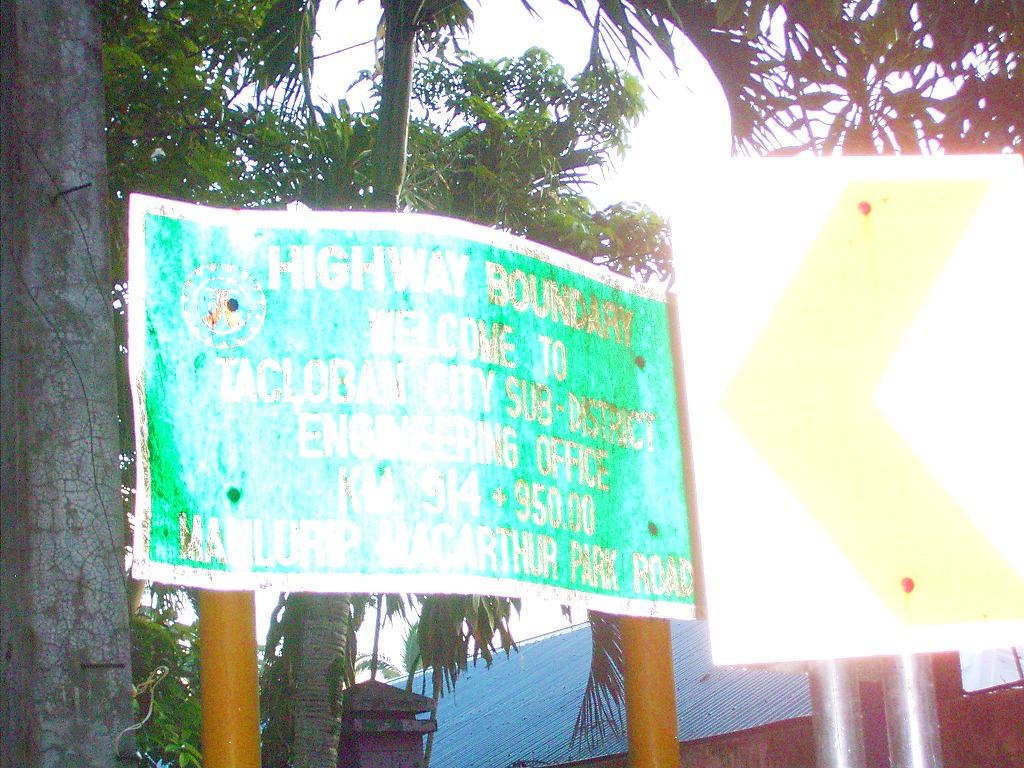 HIGHWAY BOUNDARY
WELCOME TO
TACLOBAN CITY SUB-DISTRICT
ENGINEERING OFFICE
KM. 914 + 950.00
MANLURIP MACARTHUR PARK ROAD